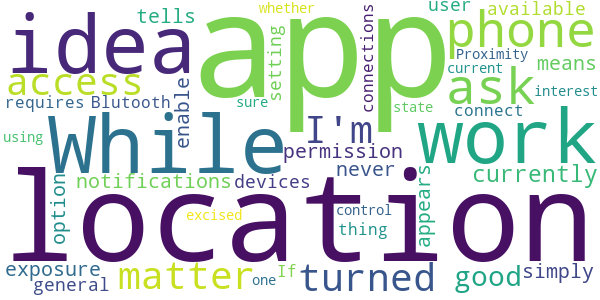 whether
tells user available
idea app phone
setting connections Proximity means
access current
ask interest
requires Blutooth enable sure state connect
While I'm work
using permission
never currently
option notifications devices appears
location
excised control thing
exposure matter If turned good simply
general one